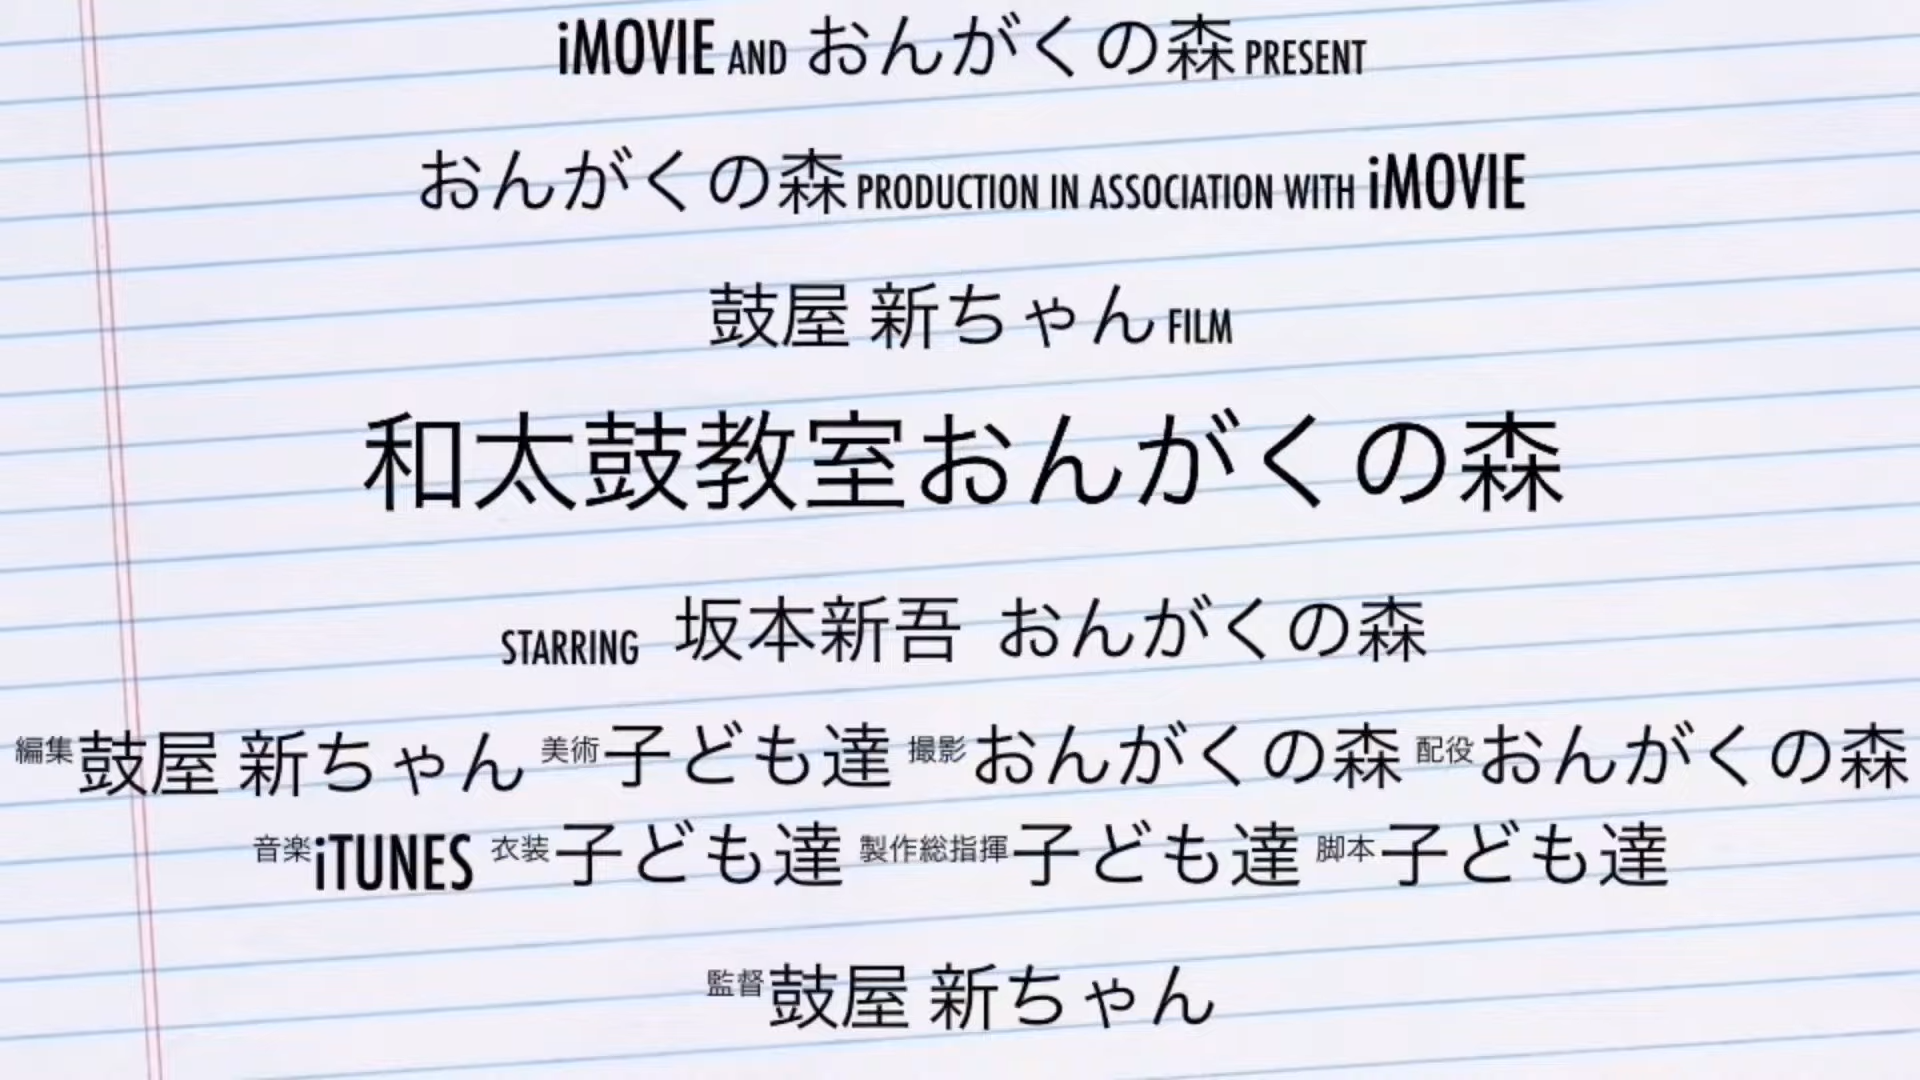 iMOVIE AND おんがくの森 PRESENT
おんがくの森 PRODUCTION IN ASSOCIATION WITH iMOVIE
鼓屋 新ちゃん FILM
和太鼓教室おんがくの森
STARRING 坂本新吾 おんがくの森
編集 鼓屋 新ちゃん 美術 子ども達 撮影 おんがくの森 配役 おんがくの森
音楽 iTUNES 衣装 子ども達 製作総指揮 子ども達 脚本 子ども達
監督 鼓屋 新ちゃん